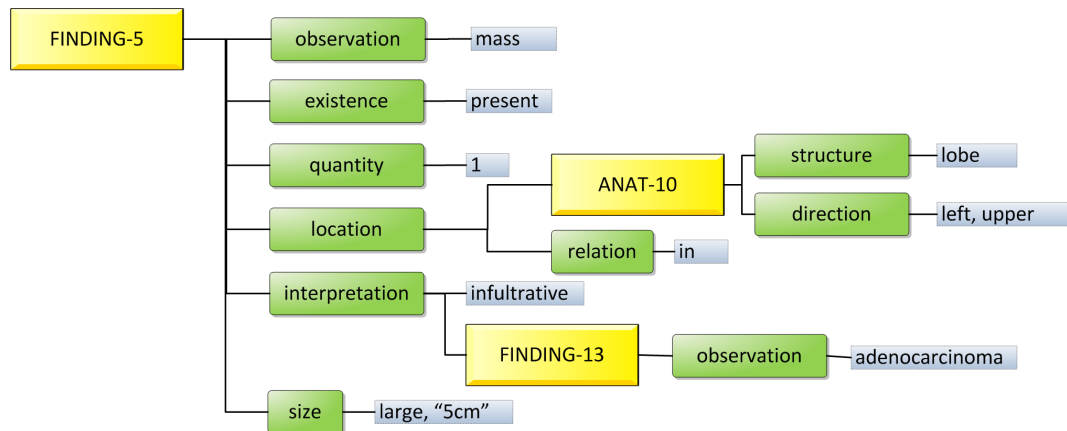 FINDING-5
observation
mass
existence
present
quantity
1
location
ANAT-10
structure
lobe
direction
left, upper
relation
in
interpretation
infultrative
FINDING-13
observation
adenocarcinoma
size
large, “5cm”